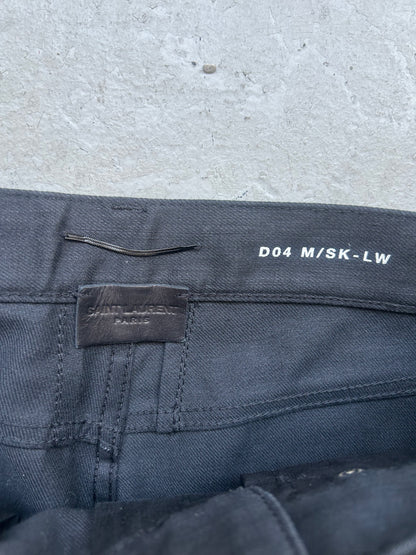 D04 M/SK-LW
SAINT LAURENT
PARIS